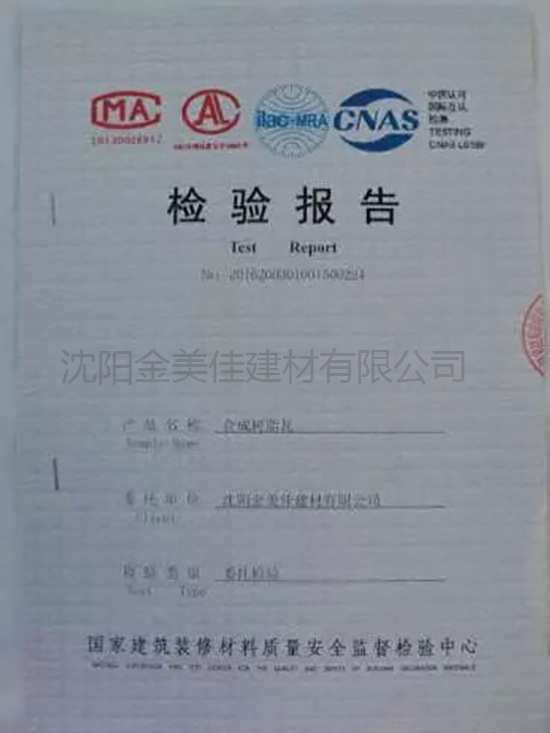 MA
CAL
ilac-MRA
CNAS
中国认可
国际互认
检测
TESTING
检验报告
Test Report
沈阳金美佳建材有限公司
产品名称 合成树脂瓦
Sample Name
委托单位 沈阳金美佳建材有限公司
Client
检验类别 委托检验
Test Type
国家建筑装修材料质量安全监督检验中心